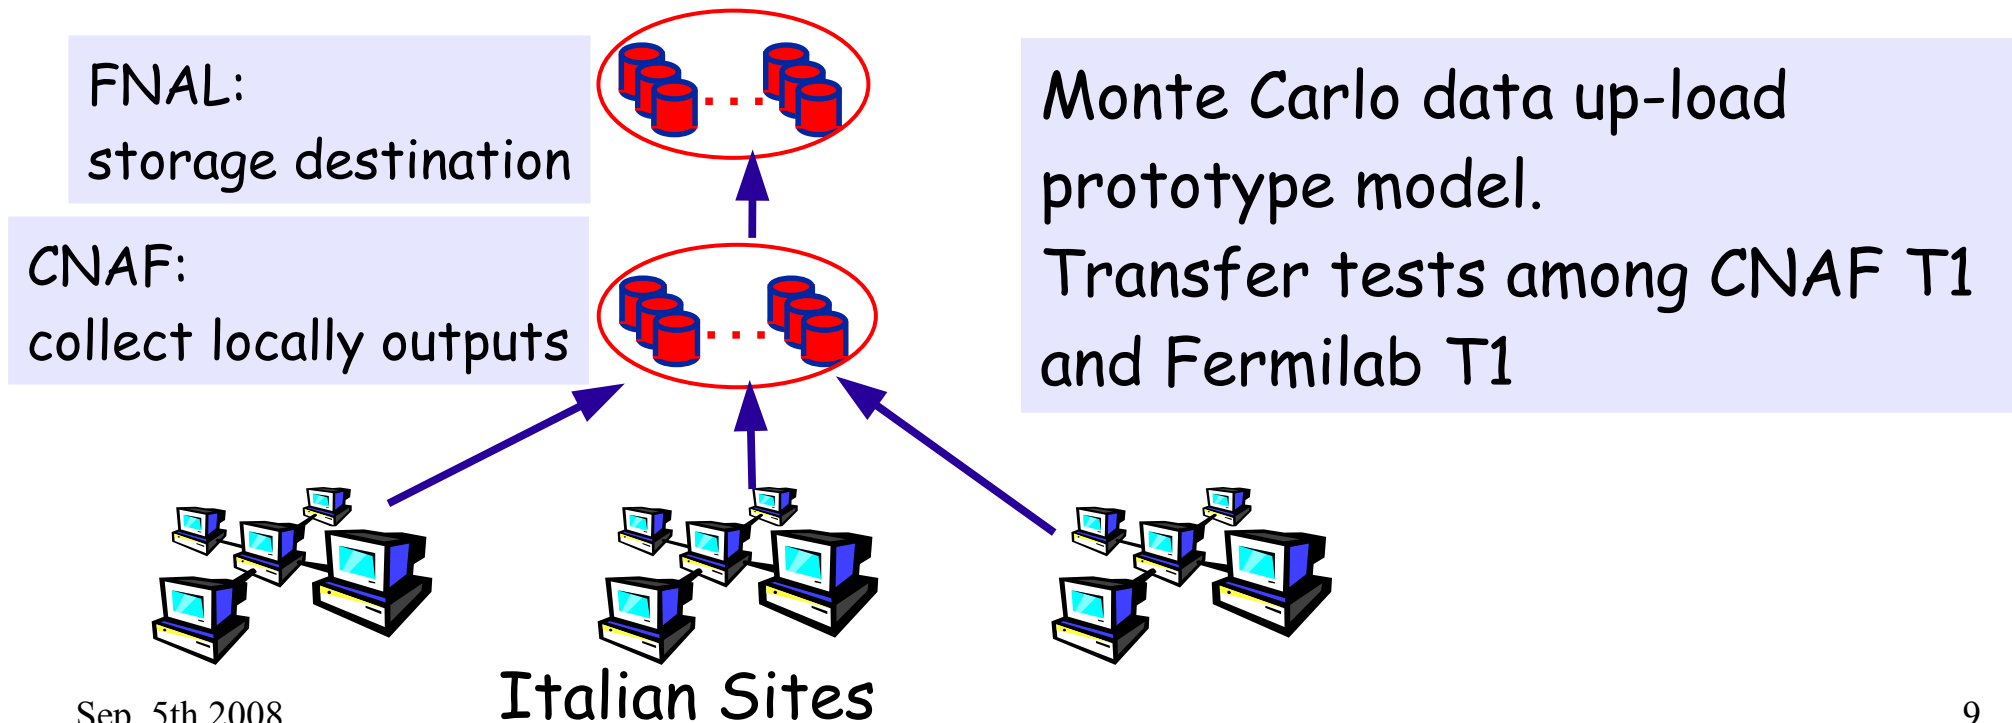 FNAL:
storage destination
CNAF:
collect locally outputs
Monte Carlo data up-load
prototype model.
Transfer tests among CNAF T1
and Fermilab T1
Italian Sites
Sep. 5th 2008
9